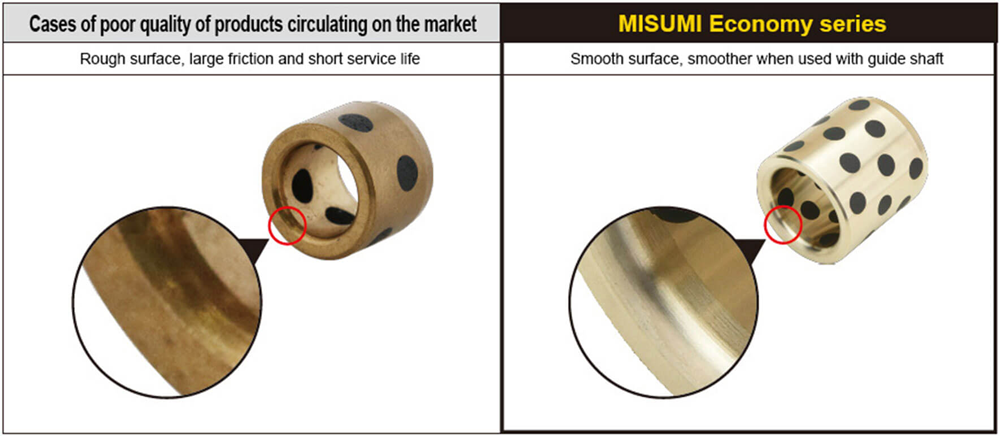 Cases of poor quality of products circulating on the market
MISUMI Economy series
Rough surface, large friction and short service life
Smooth surface, smoother when used with guide shaft